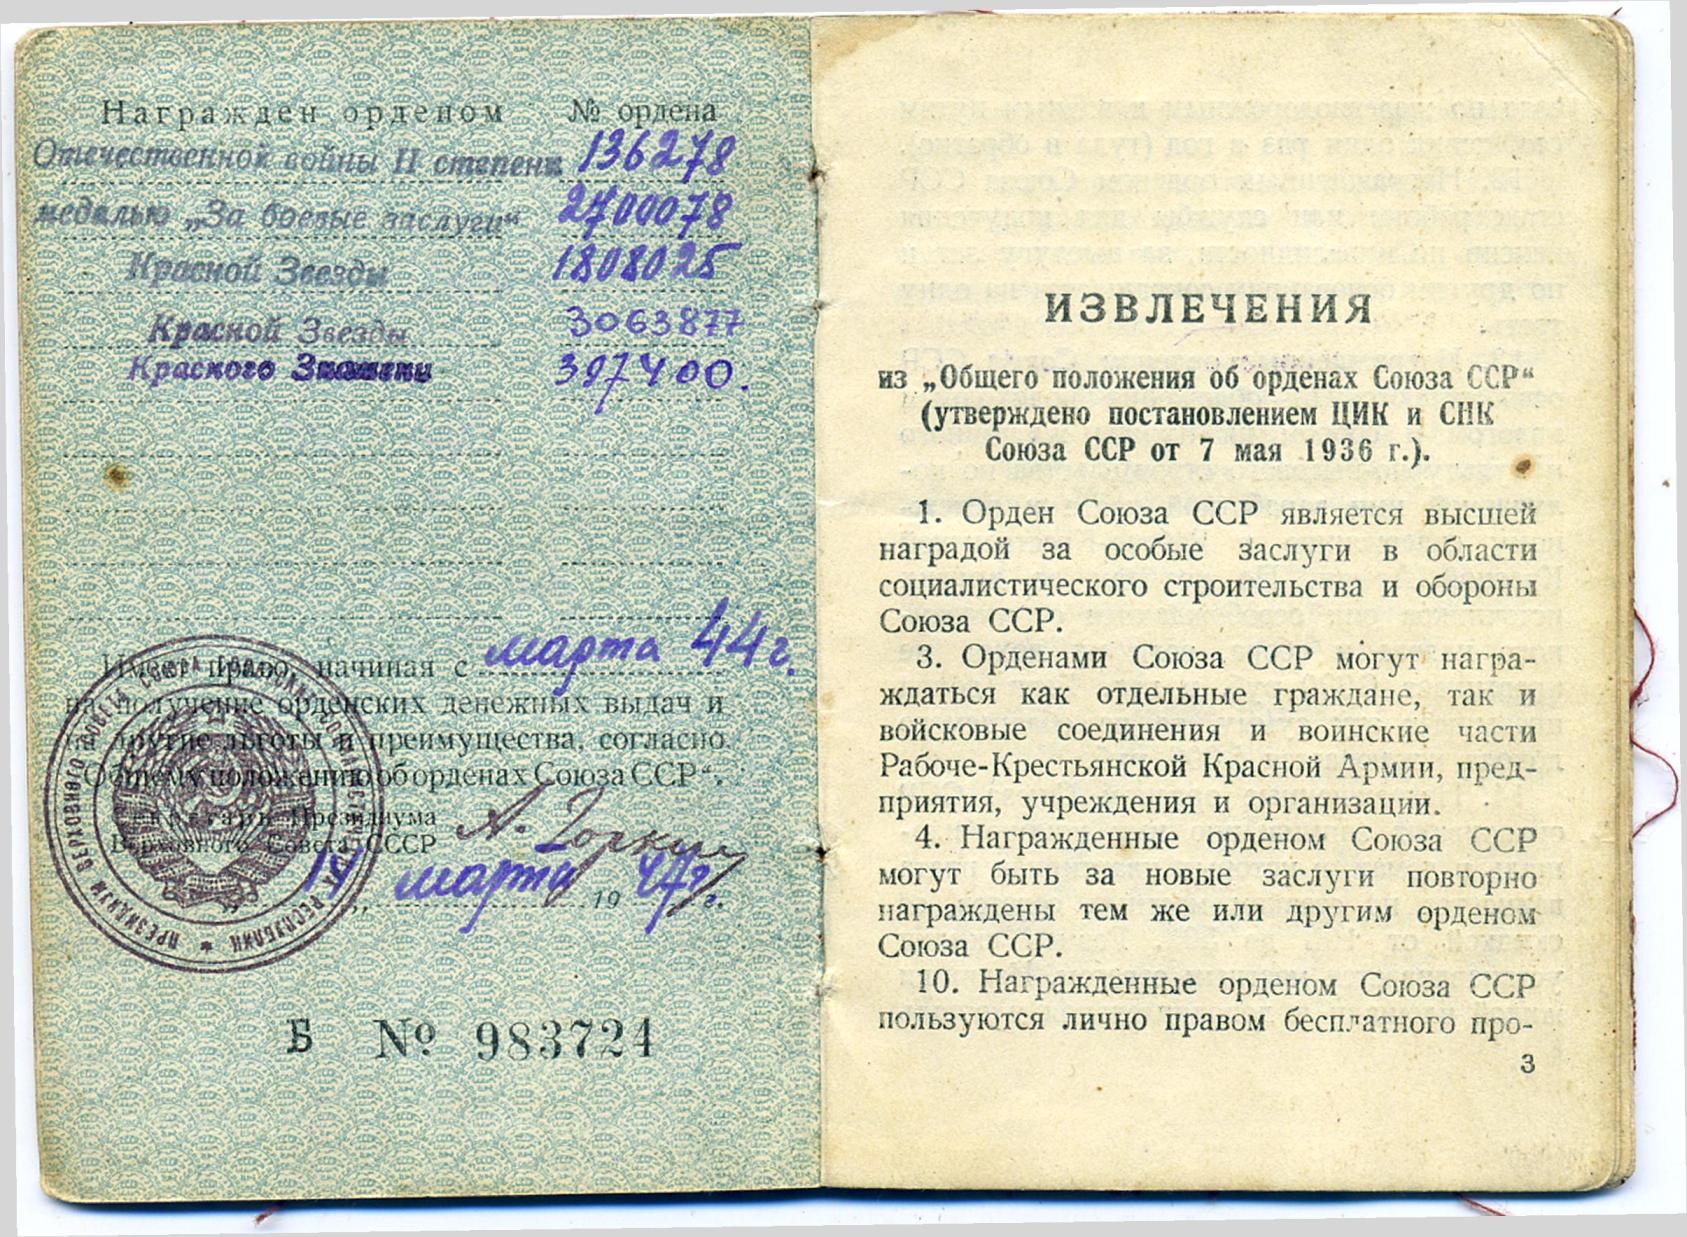 Награжден орденом № ордена
Отечественной войны II степени 136278
медалью „За боевые заслуги“ 2700078
Красной Звезды 1808025
Красной Звезды 3063877
Красного Знамени 397400.
Имеет право, начиная с марта 44 г.
на получение орденских денежных выдач и
на другие льготы и преимущества, согласно
„Общему положению об орденах Союза ССР“.
Секретарь Президиума
Верховного Совета СССР А. Горкин
марта 19 47 г. г.
ПРЕЗИДИУМ ВЕРХОВНОГО СОВЕТА СОЮЗА РЕСПУБЛИК
Б № 983724
ИЗВЛЕЧЕНИЯ
из „Общего положения об орденах Союза ССР“
(утверждено постановлением ЦИК и СНК
Союза ССР от 7 мая 1936 г.).
1. Орден Союза ССР является высшей
наградой за особые заслуги в области
социалистического строительства и обороны
Союза ССР.
3. Орденами Союза ССР могут награ-
ждаться как отдельные граждане, так и
войсковые соединения и воинские части
Рабоче-Крестьянской Красной Армии, пред-
приятия, учреждения и организации.
4. Награжденные орденом Союза ССР
могут быть за новые заслуги повторно
награждены тем же или другим орденом
Союза ССР.
10. Награжденные орденом Союза ССР
пользуются лично правом бесплатного про-
3